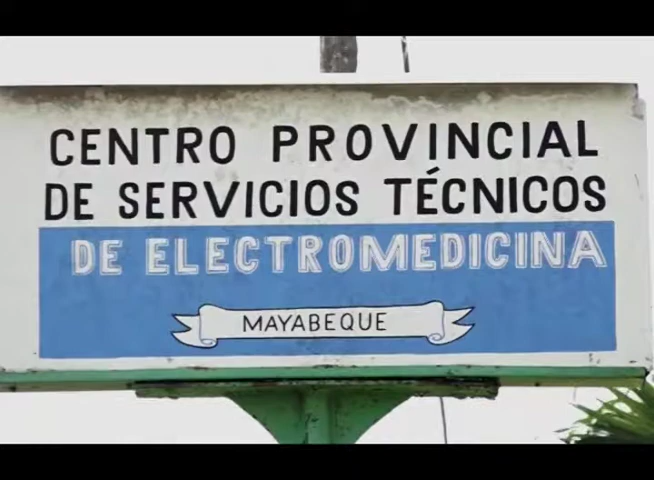 CENTRO PROVINCIAL
DE SERVICIOS TÉCNICOS
DE ELECTROMEDICINA
MAYABEQUE